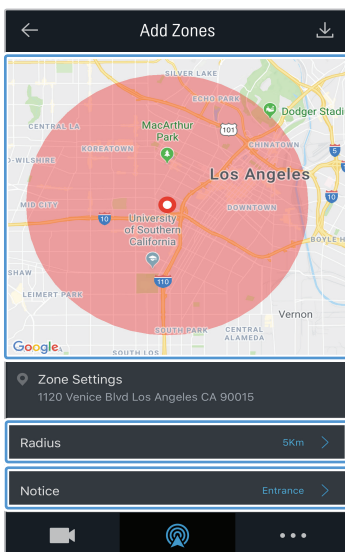 Add Zones
SILVER LAKE
ECHO PARK
Dodger Stadi
CENTRAL LA
MacArthur
Park
101
CHINATOWN
KOREATOWN
5
D-WILSHIRE
Los Angeles
10
MID CITY
DOWNTOWN
10
University
of Southern
California
BOYLE H
SHAW
110
LEIMERT PARK
Vernon
SOUTH PARK
CENTRAL
ALAMEDA
Google
SOUTH LOS
Zone Settings
1120 Venice Blvd Los Angeles CA 90015
Radius 5Km
Notice Entrance